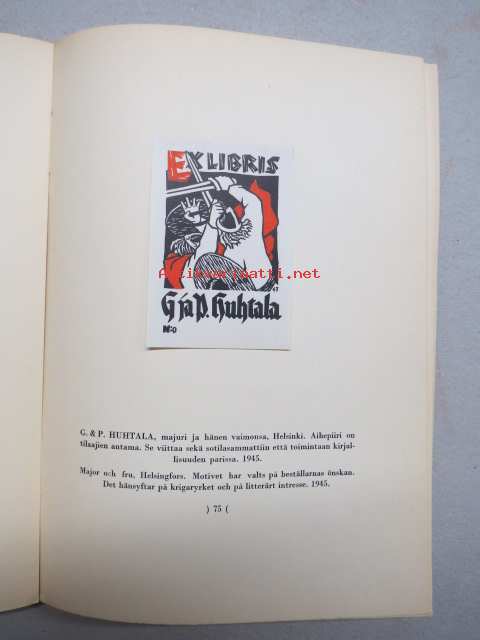 EX LIBRIS
Antikvariaatti.net
47
G ja P. Huhtala
N:o
G. & P. HUHTALA, majuri ja hänen vaimonsa, Helsinki. Aihepiiri on
tilaajien antama. Se viittaa sekä sotilasammattiin että toimintaan kirjal-
lisuuden parissa. 1945.
Major och fru, Helsingfors. Motivet har valts på beställarnas önskan.
Det hänsyftar på krigaryrket och på litterärt intresse. 1945.
) 75 (